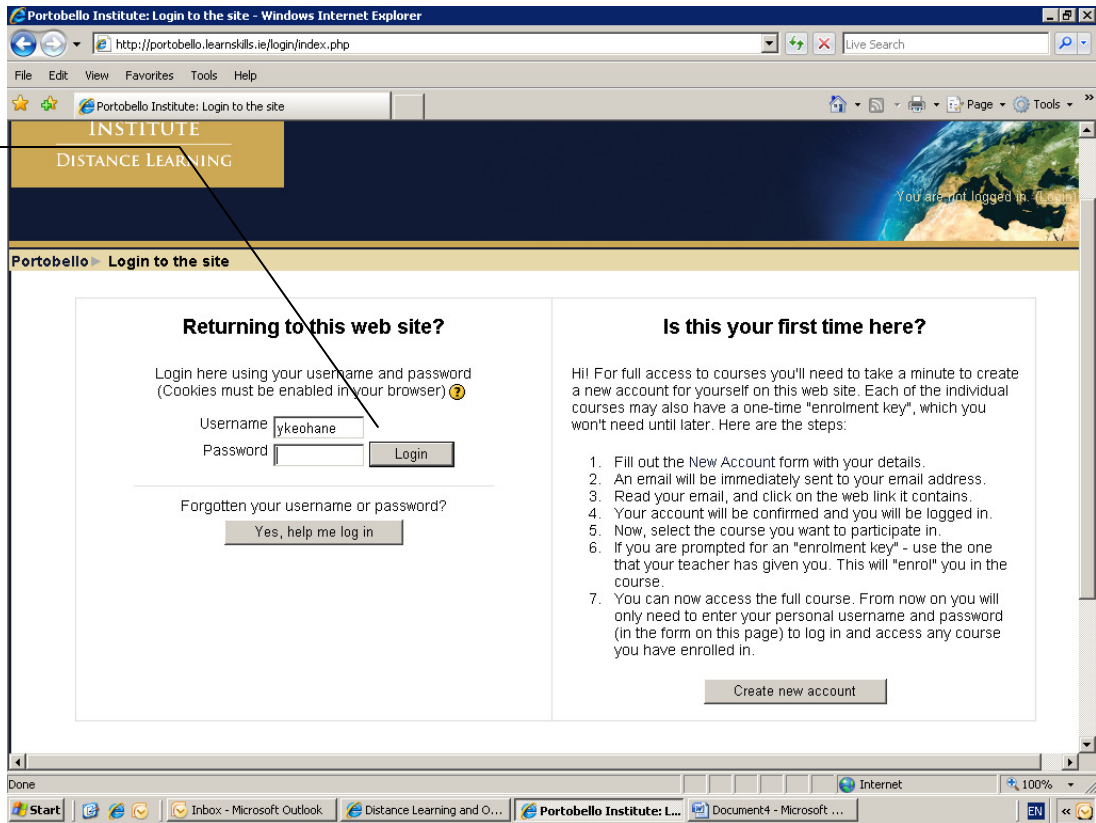 Portobello Institute: Login to the site - Windows Internet Explorer
http://portobello.learnskills.ie/login/index.php
Live Search
File Edit View Favorites Tools Help
Portobello Institute: Login to the site
Page Tools
INSTITUTE
DISTANCE LEARNING
You are not logged in. (Login)
Portobello Login to the site
Returning to this web site?
Login here using your username and password
(Cookies must be enabled in your browser) ?
Username ykeohane
Password Login
Forgotten your username or password?
Yes, help me log in
Is this your first time here?
Hi! For full access to courses you'll need to take a minute to create
a new account for yourself on this web site. Each of the individual
courses may also have a one-time "enrolment key", which you
won't need until later. Here are the steps:
1. Fill out the New Account form with your details.
2. An email will be immediately sent to your email address.
3. Read your email, and click on the web link it contains.
4. Your account will be confirmed and you will be logged in.
5. Now, select the course you want to participate in.
6. If you are prompted for an "enrolment key" - use the one
that your teacher has given you. This will "enrol" you in the
course.
7. You can now access the full course. From now on you will
only need to enter your personal username and password
(in the form on this page) to log in and access any course
you have enrolled in.
Create new account
Done
Internet
100%
Start
Inbox - Microsoft Outlook
Distance Learning and O...
Portobello Institute: L...
Document4 - Microsoft ...
EN